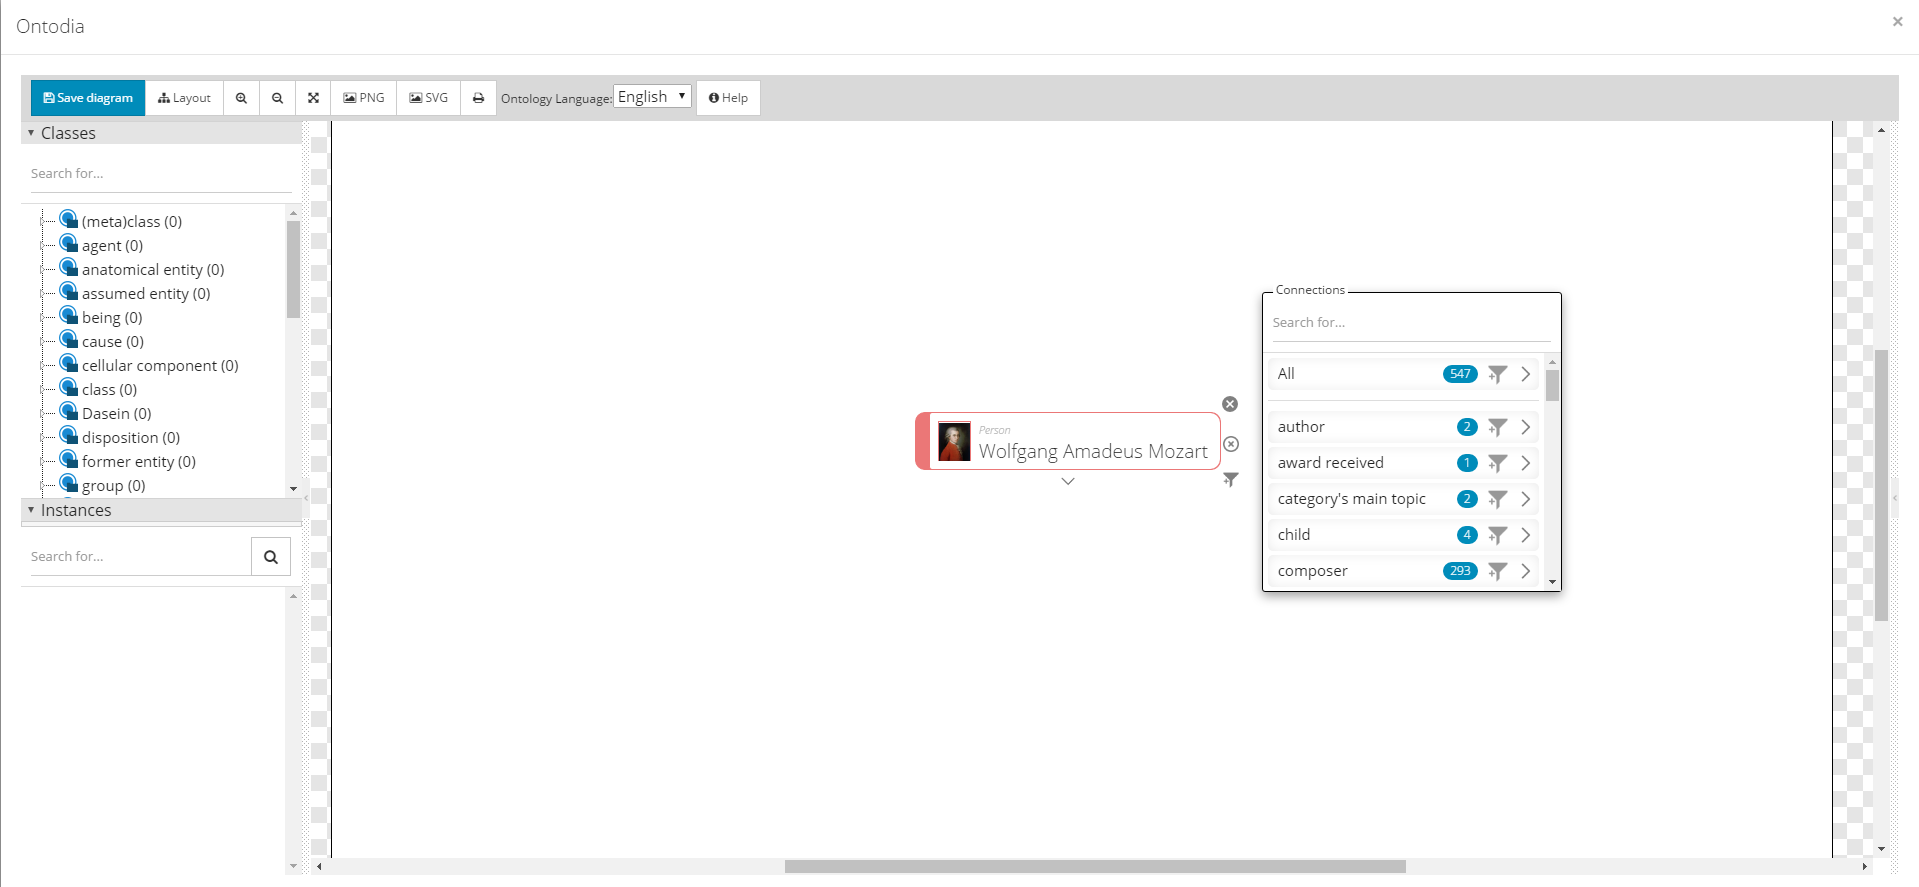 Ontodia
×
Save diagram Layout PNG SVG Ontology Language: English Help
Classes
Search for...
(meta)class (0)
agent (0)
anatomical entity (0)
assumed entity (0)
being (0)
cause (0)
cellular component (0)
class (0)
Dasein (0)
disposition (0)
former entity (0)
group (0)
Instances
Search for...
Person
Wolfgang Amadeus Mozart
Connections
Search for...
All 547
author 2
award received 1
category's main topic 2
child 4
composer 293